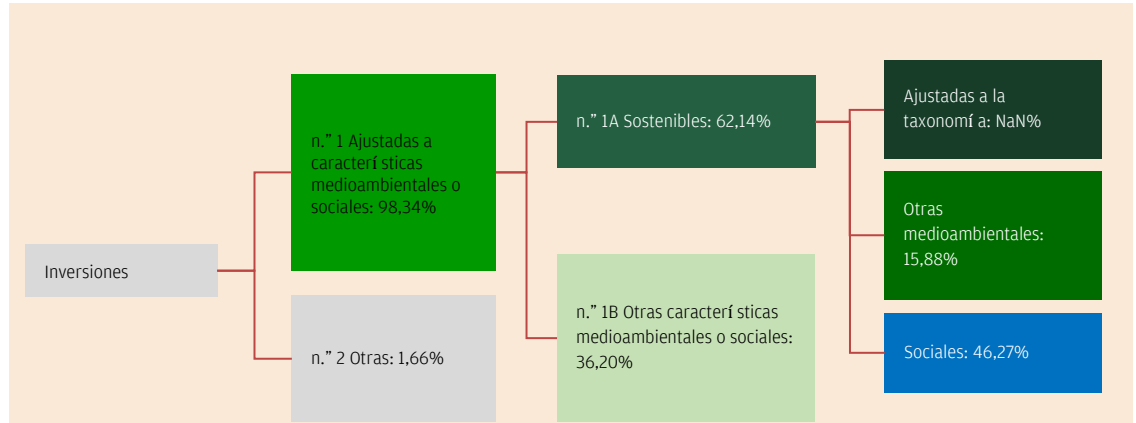 Inversiones
n.” 1 Ajustadas a
caracterí sticas
medioambientales o
sociales: 98,34%
n.” 2 Otras: 1,66%
n.” 1A Sostenibles: 62,14%
n.” 1B Otras caracterí sticas
medioambientales o sociales:
36,20%
Ajustadas a la
taxonomí a: NaN%
Otras
medioambientales:
15,88%
Sociales: 46,27%